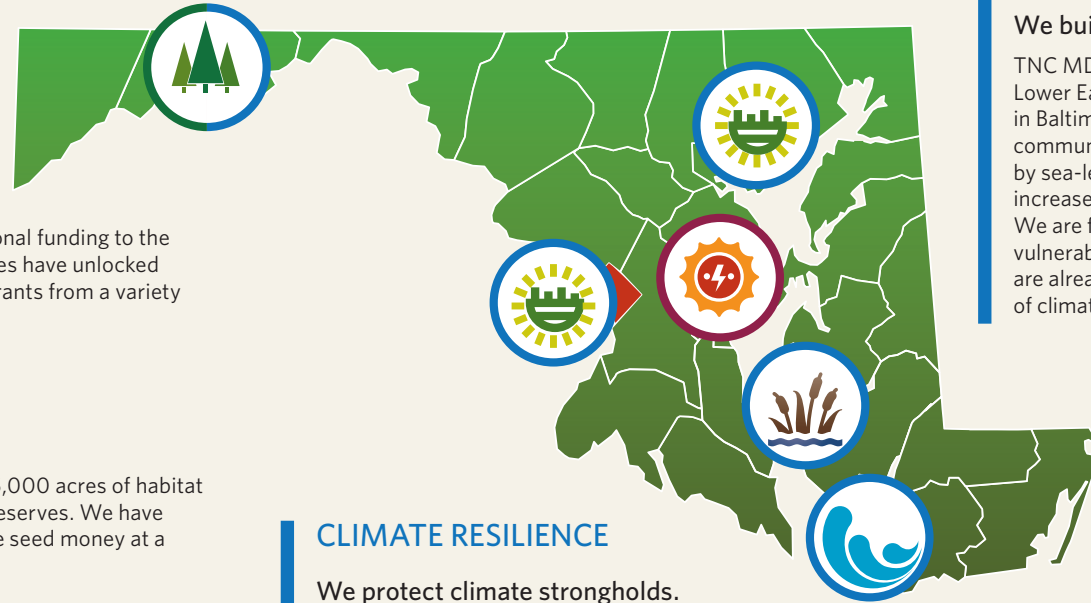 We bui
TNC MD
Lower Ea
in Baltim
commun
by sea-le
increase
We are f
vulnerab
are alrea
of climat
onal funding to the
es have unlocked
rants from a variety
,000 acres of habitat
eserves. We have
e seed money at a
CLIMATE RESILIENCE
We protect climate strongholds.